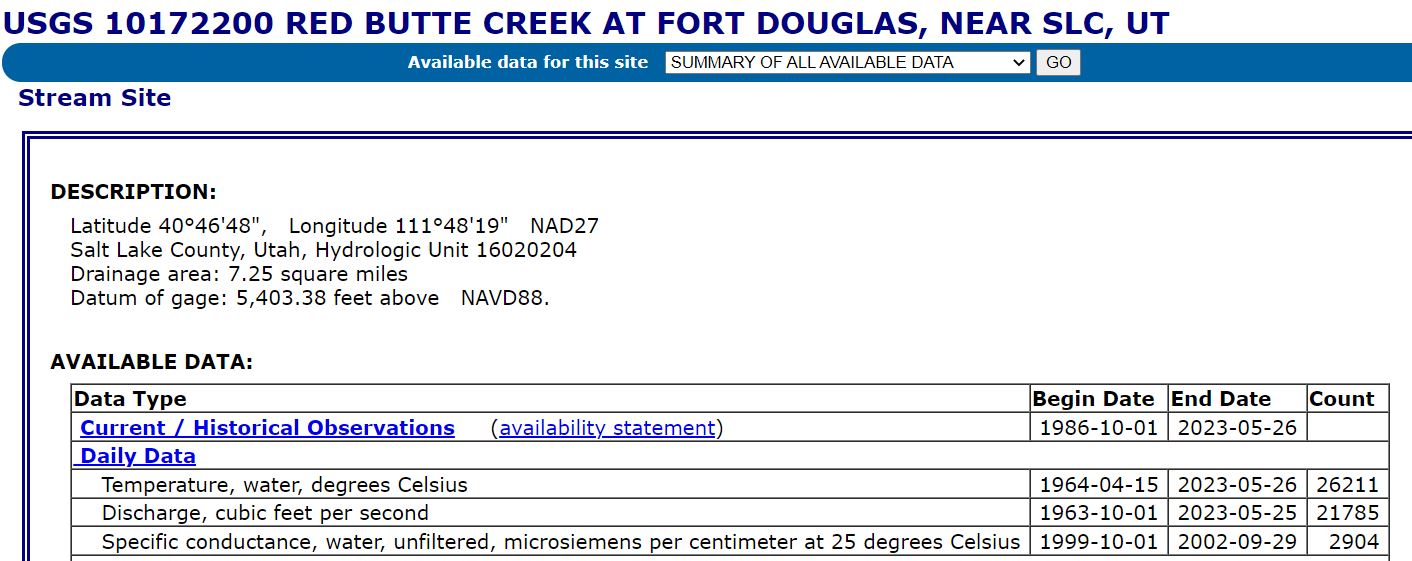 USGS 10172200 RED BUTTE CREEK AT FORT DOUGLAS, NEAR SLC, UT
Available data for this site SUMMARY OF ALL AVAILABLE DATA GO
Stream Site
DESCRIPTION:
Latitude 40°46'48", Longitude 111°48'19" NAD27
Salt Lake County, Utah, Hydrologic Unit 16020204
Drainage area: 7.25 square miles
Datum of gage: 5,403.38 feet above NAVD88.
AVAILABLE DATA:
Data Type Begin Date End Date Count
Current / Historical Observations (availability statement) 1986-10-01 2023-05-26
Daily Data
Temperature, water, degrees Celsius 1964-04-15 2023-05-26 26211
Discharge, cubic feet per second 1963-10-01 2023-05-25 21785
Specific conductance, water, unfiltered, microsiemens per centimeter at 25 degrees Celsius 1999-10-01 2002-09-29 2904